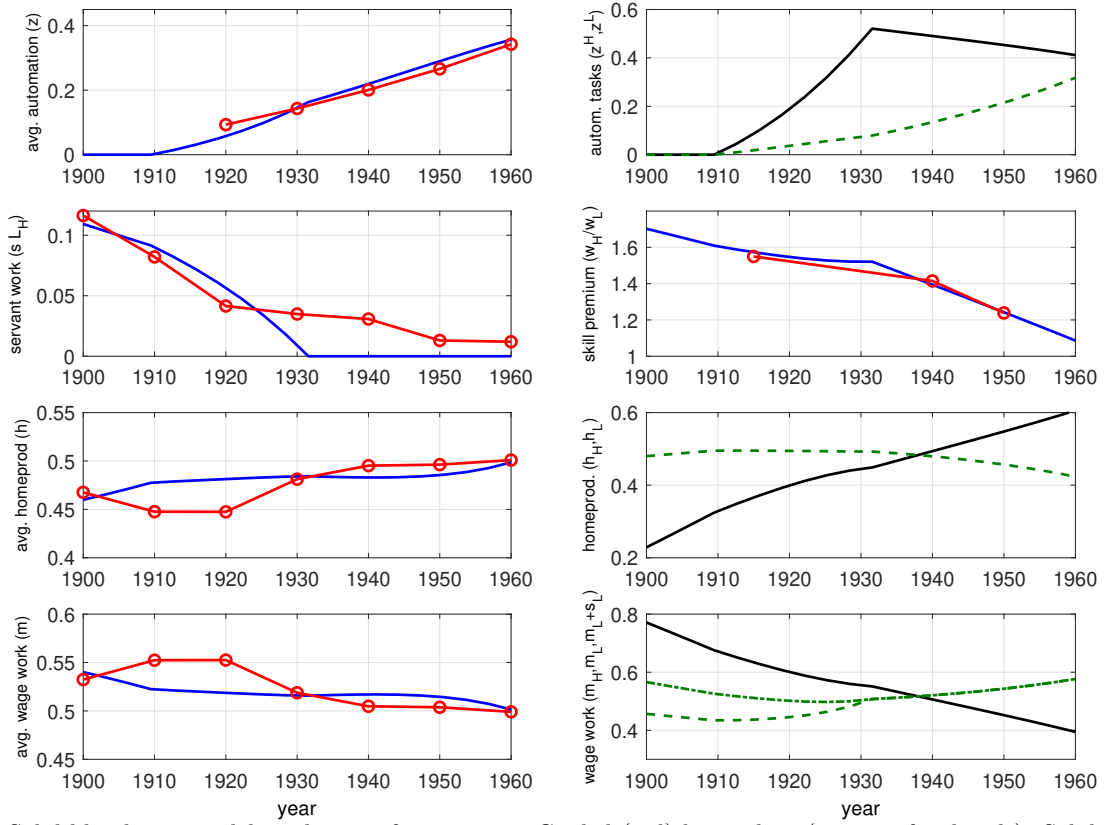 avg. automation (z)
0.4
0.2
0
1900 1910 1920 1930 1940 1950 1960
autom. tasks (z^H,z^L)
0.6
0.4
0.2
0
1900 1910 1920 1930 1940 1950 1960
servant work (s L_H)
0.1
0.05
0
1900 1910 1920 1930 1940 1950 1960
skill premium (w_H/w_L)
1.6
1.4
1.2
1
1900 1910 1920 1930 1940 1950 1960
avg. homeprod (h)
0.55
0.5
0.45
0.4
1900 1910 1920 1930 1940 1950 1960
homeprod. (h_H,h_L)
0.6
0.4
0.2
1900 1910 1920 1930 1940 1950 1960
avg. wage work (m)
0.6
0.55
0.5
0.45
1900 1910 1920 1930 1940 1950 1960
year
wage work (m_H,m_L,m_L+s_L)
0.8
0.6
0.4
1900 1910 1920 1930 1940 1950 1960
year